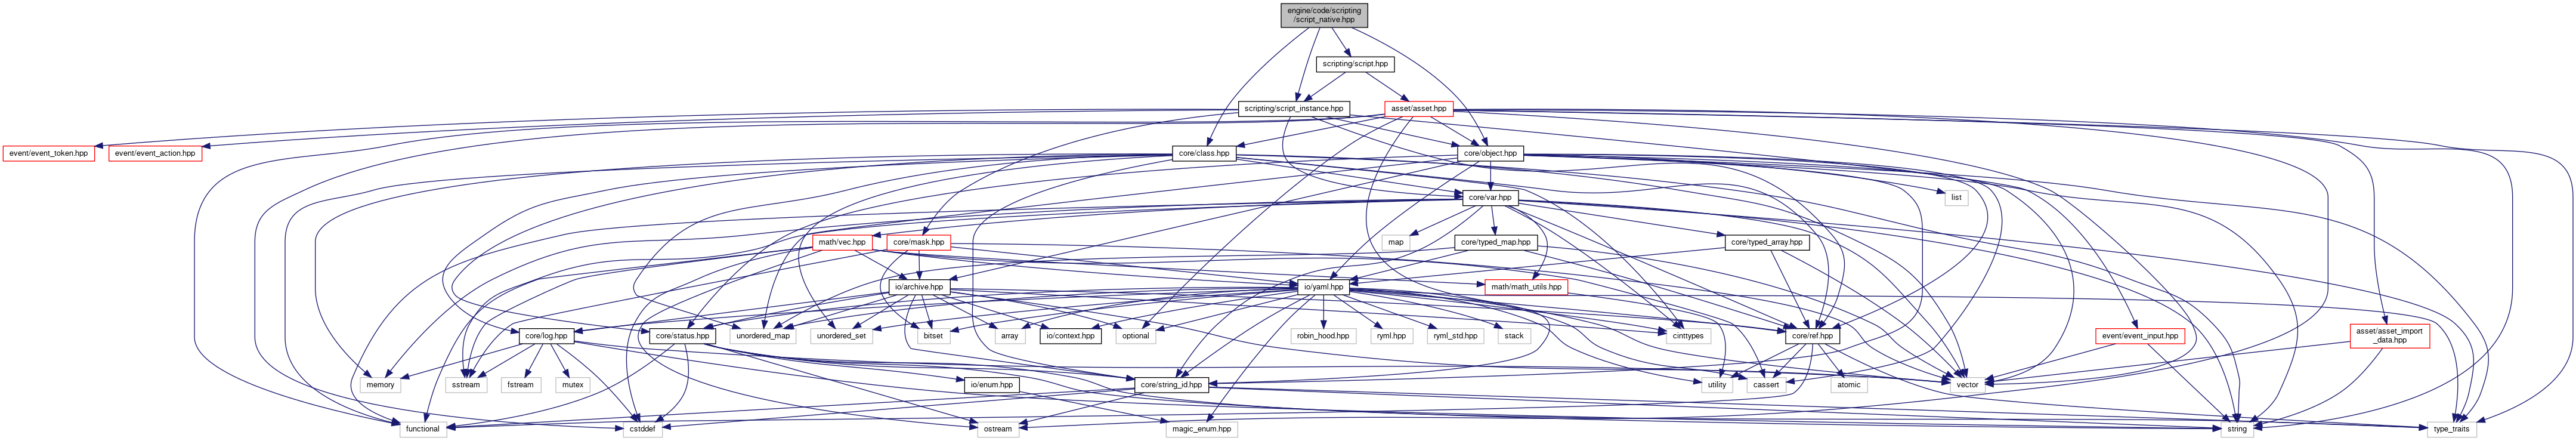 engine/code/scripting
/script_native.hpp
scripting/script.hpp
scripting/script_instance.hpp
asset/asset.hpp
event/event_token.hpp
event/event_action.hpp
core/class.hpp
core/object.hpp
core/var.hpp
list
math/vec.hpp
core/mask.hpp
map
core/typed_map.hpp
core/typed_array.hpp
io/archive.hpp
io/yaml.hpp
math/math_utils.hpp
core/log.hpp
core/status.hpp
unordered_map
unordered_set
bitset
array
io/context.hpp
optional
robin_hood.hpp
ryml.hpp
ryml_std.hpp
stack
cinttypes
core/ref.hpp
event/event_input.hpp
asset/asset_import
_data.hpp
memory
sstream
fstream
mutex
io/enum.hpp
core/string_id.hpp
utility
cassert
atomic
vector
functional
cstddef
ostream
magic_enum.hpp
string
type_traits